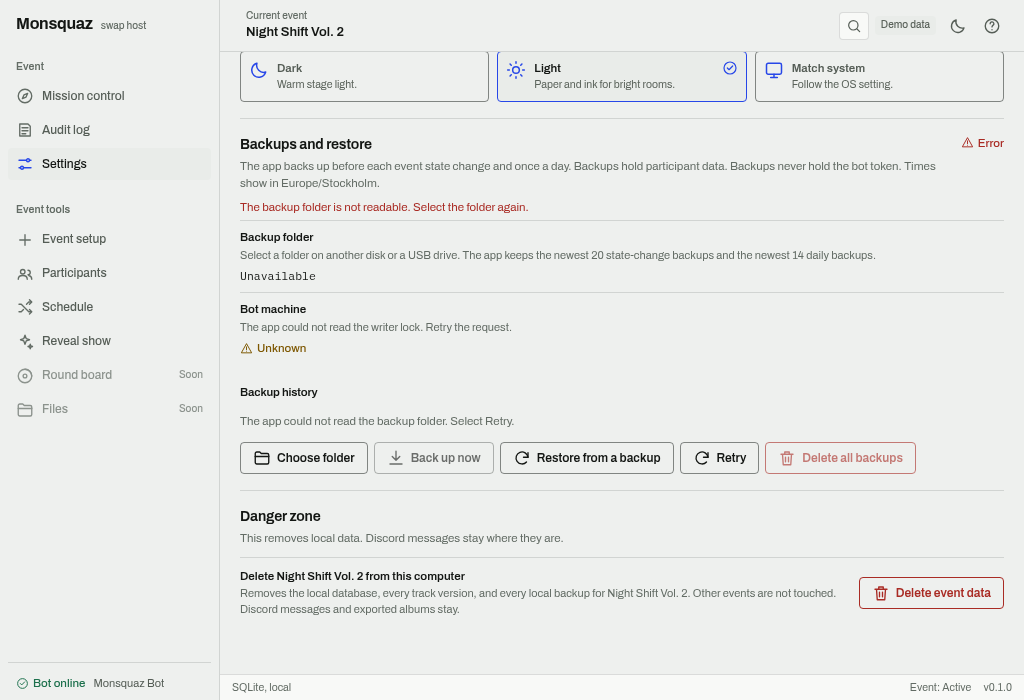 Monsquaz swap host
Event
Mission control
Audit log
Settings
Event tools
Event setup
Participants
Schedule
Reveal show
Round board Soon
Files Soon
Bot online Monsquaz Bot
Current event
Night Shift Vol. 2
Demo data
Dark
Warm stage light.
Light
Paper and ink for bright rooms.
Match system
Follow the OS setting.
Backups and restore
Error
The app backs up before each event state change and once a day. Backups hold participant data. Backups never hold the bot token. Times
show in Europe/Stockholm.
The backup folder is not readable. Select the folder again.
Backup folder
Select a folder on another disk or a USB drive. The app keeps the newest 20 state-change backups and the newest 14 daily backups.
Unavailable
Bot machine
The app could not read the writer lock. Retry the request.
Unknown
Backup history
The app could not read the backup folder. Select Retry.
Choose folder
Back up now
Restore from a backup
Retry
Delete all backups
Danger zone
This removes local data. Discord messages stay where they are.
Delete Night Shift Vol. 2 from this computer
Removes the local database, every track version, and every local backup for Night Shift Vol. 2. Other events are not touched.
Discord messages and exported albums stay.
Delete event data
SQLite, local
Event: Active v0.1.0